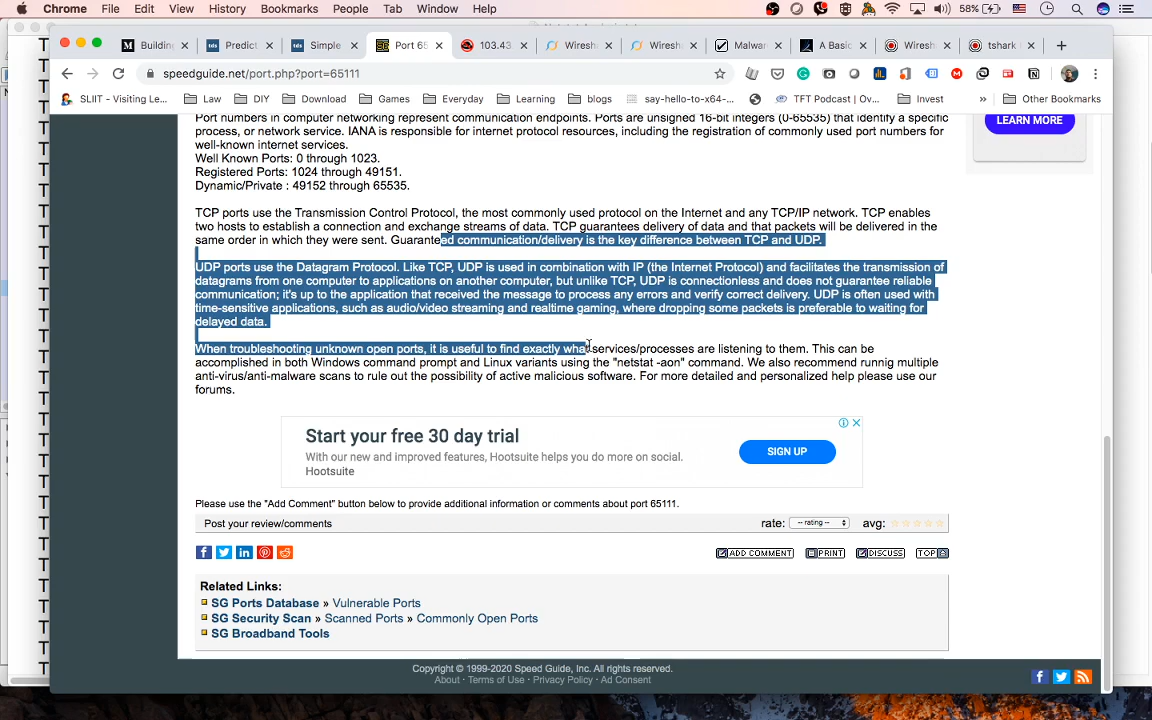 Chrome File Edit View History Bookmarks People Tab Window Help 58%
Building
Predict
Simple
Port 65
103.43
Wiresh
Wiresh
Malwar
A Basic
Wiresh
tshark
speedguide.net/port.php?port=65111
SLIIT - Visiting Le... Law DIY Download Games Everyday Learning blogs say-hello-to-x64-... TFT Podcast | Ov... Invest » Other Bookmarks
Port numbers in computer networking represent communication endpoints. Ports are unsigned 16-bit integers (0-65535) that identify a specific
process, or network service. IANA is responsible for internet protocol resources, including the registration of commonly used port numbers for
well-known internet services.
Well Known Ports: 0 through 1023.
Registered Ports: 1024 through 49151.
Dynamic/Private : 49152 through 65535.
LEARN MORE
TCP ports use the Transmission Control Protocol, the most commonly used protocol on the Internet and any TCP/IP network. TCP enables
two hosts to establish a connection and exchange streams of data. TCP guarantees delivery of data and that packets will be delivered in the
same order in which they were sent. Guaranteed communication/delivery is the key difference between TCP and UDP.
UDP ports use the Datagram Protocol. Like TCP, UDP is used in combination with IP (the Internet Protocol) and facilitates the transmission of
datagrams from one computer to applications on another computer, but unlike TCP, UDP is connectionless and does not guarantee reliable
communication; it's up to the application that received the message to process any errors and verify correct delivery. UDP is often used with
time-sensitive applications, such as audio/video streaming and realtime gaming, where dropping some packets is preferable to waiting for
delayed data.
When troubleshooting unknown open ports, it is useful to find exactly what services/processes are listening to them. This can be
accomplished in both Windows command prompt and Linux variants using the "netstat -aon" command. We also recommend runnig multiple
anti-virus/anti-malware scans to rule out the possibility of active malicious software. For more detailed and personalized help please use our
forums.
Start your free 30 day trial
With our new and improved features, Hootsuite helps you do more on social.
Hootsuite
SIGN UP
Please use the "Add Comment" button below to provide additional information or comments about port 65111.
Post your review/comments rate: -- rating -- avg:
ADD COMMENT PRINT DISCUSS TOP
Related Links:
SG Ports Database » Vulnerable Ports
SG Security Scan » Scanned Ports » Commonly Open Ports
SG Broadband Tools
Copyright © 1999-2020 Speed Guide, Inc. All rights reserved.
About - Terms of Use - Privacy Policy - Ad Consent